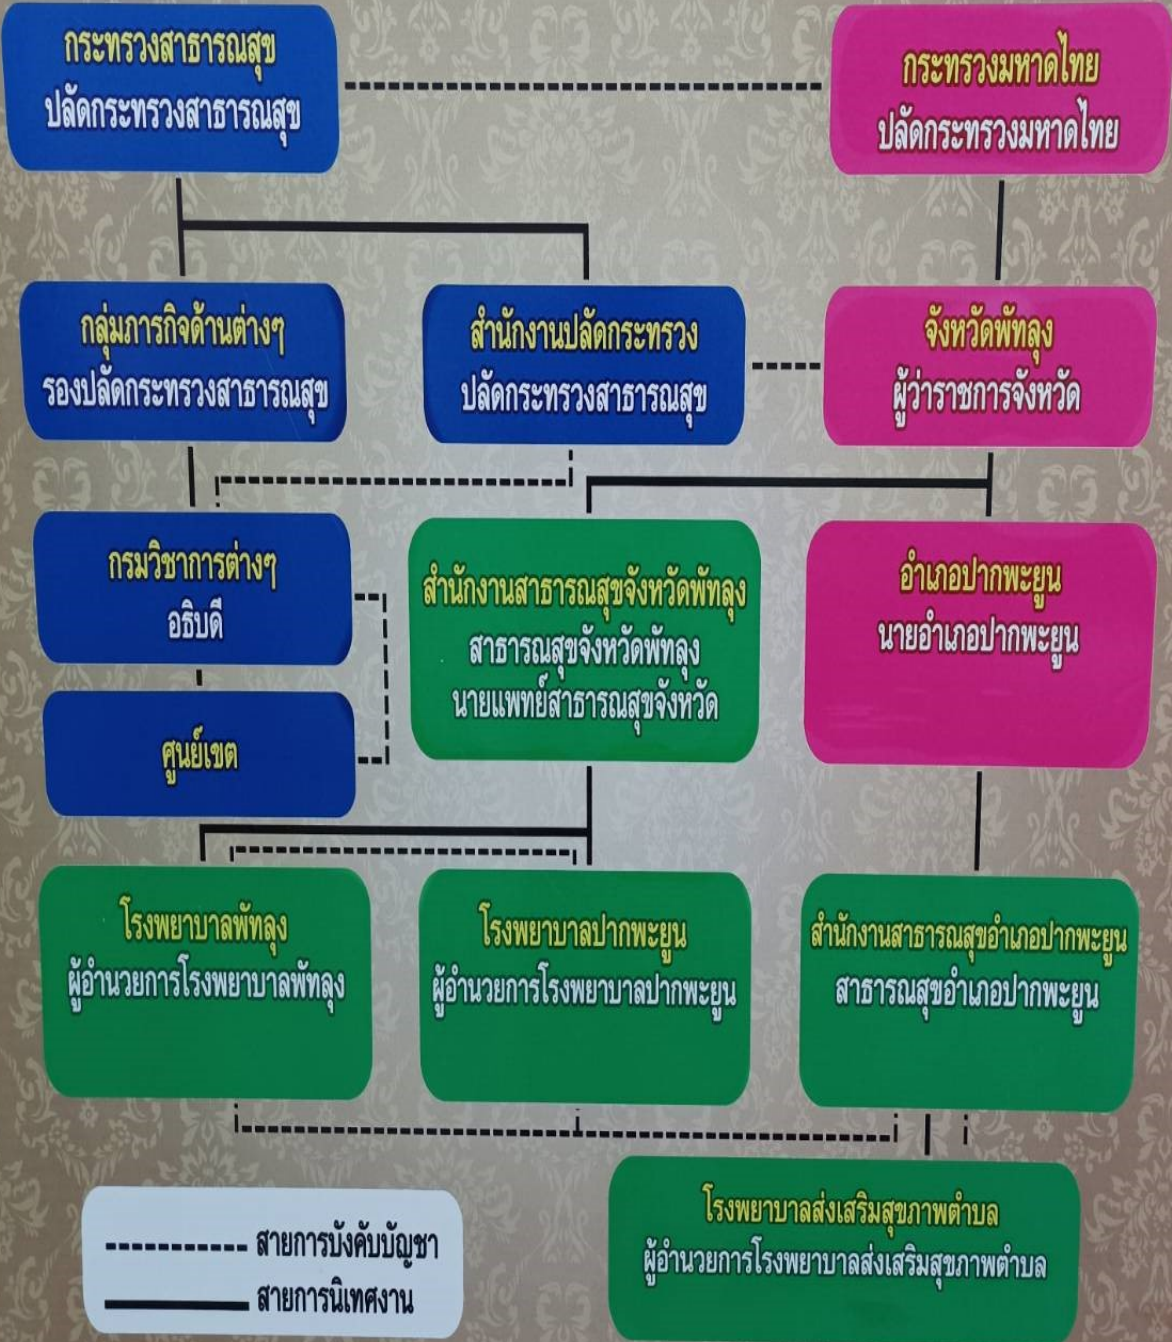 กระทรวงสาธารณสุข
ปลัดกระทรวงสาธารณสุข
กระทรวงมหาดไทย
ปลัดกระทรวงมหาดไทย
กลุ่มภารกิจด้านต่างๆ
รองปลัดกระทรวงสาธารณสุข
สำนักงานปลัดกระทรวง
ปลัดกระทรวงสาธารณสุข
จังหวัดพัทลุง
ผู้ว่าราชการจังหวัด
กรมวิชาการต่างๆ
อธิบดี
สำนักงานสาธารณสุขจังหวัดพัทลุง
สาธารณสุขจังหวัดพัทลุง
นายแพทย์สาธารณสุขจังหวัด
อำเภอปากพะยูน
นายอำเภอปากพะยูน
ศูนย์เขต
โรงพยาบาลพัทลุง
ผู้อำนวยการโรงพยาบาลพัทลุง
โรงพยาบาลปากพะยูน
ผู้อำนวยการโรงพยาบาลปากพะยูน
สำนักงานสาธารณสุขอำเภอปากพะยูน
สาธารณสุขอำเภอปากพะยูน
โรงพยาบาลส่งเสริมสุขภาพตำบล
ผู้อำนวยการโรงพยาบาลส่งเสริมสุขภาพตำบล
สายการบังคับบัญชา
สายการนิเทศงาน